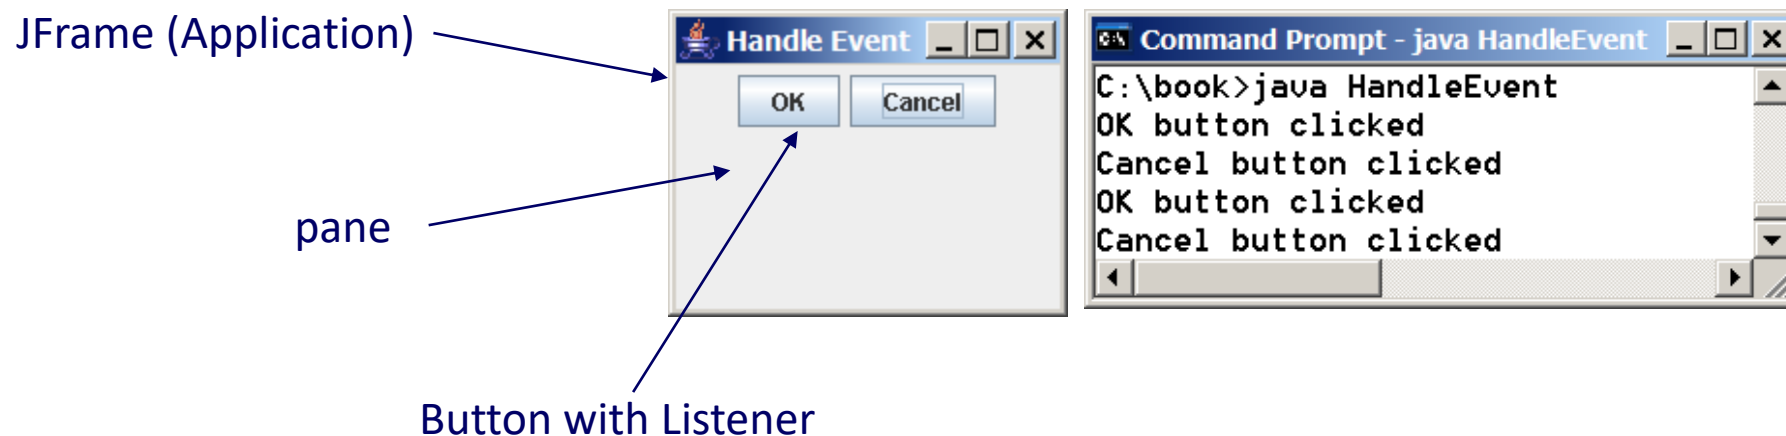 JFrame (Application)
Handle Event
OK
Cancel
pane
Button with Listener
Command Prompt - java HandleEvent
C:\book>java HandleEvent
OK button clicked
Cancel button clicked
OK button clicked
Cancel button clicked